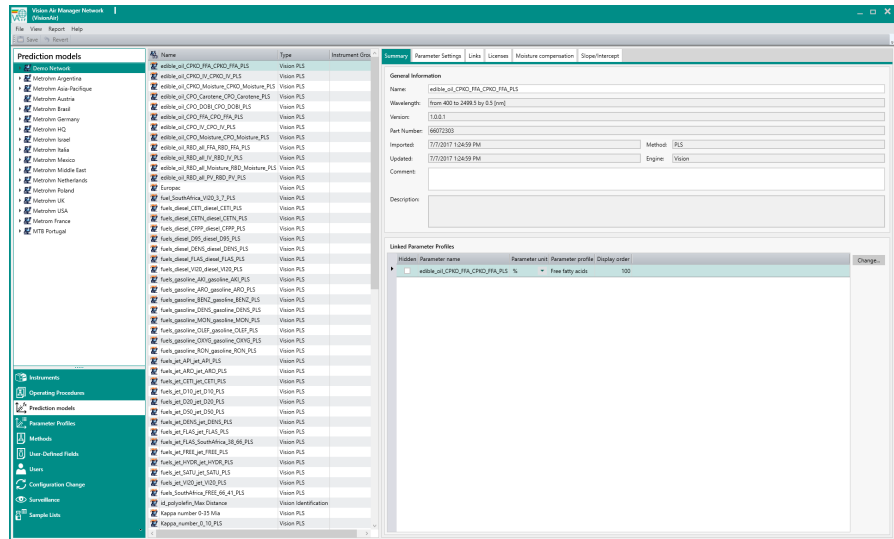 Vision Air Manager Network
(VisionAir)
File View Report Help
Save Revert
Prediction models
Demo Network
Metrohm Argentina
Metrohm Asia-Pacifique
Metrohm Austria
Metrohm Brasil
Metrohm Germany
Metrohm HQ
Metrohm Israel
Metrohm Italia
Metrohm Mexico
Metrohm Middle East
Metrohm Netherlands
Metrohm Poland
Metrohm UK
Metrohm USA
Metrom France
MTB Portugal
Instruments
Operating Procedures
Prediction models
Parameter Profiles
Methods
User-Defined Fields
Users
Configuration Change
Surveillance
Sample Lists
Name Type Instrument Grou
edible_oil_CPKO_FFA_CPKO_FFA_PLS Vision PLS
edible_oil_CPKO_IV_CPKO_IV_PLS Vision PLS
edible_oil_CPKO_Moisture_CPKO_Moisture_PLS Vision PLS
edible_oil_CPO_Carotene_CPO_Carotene_PLS Vision PLS
edible_oil_CPO_DOBI_CPO_DOBI_PLS Vision PLS
edible_oil_CPO_FFA_CPO_FFA_PLS Vision PLS
edible_oil_CPO_IV_CPO_IV_PLS Vision PLS
edible_oil_CPO_Moisture_CPO_Moisture_PLS Vision PLS
edible_oil_RBD_all_FFA_RBD_FFA_PLS Vision PLS
edible_oil_RBD_all_IV_RBD_IV_PLS Vision PLS
edible_oil_RBD_all_Moisture_RBD_Moisture_PLS Vision PLS
edible_oil_RBD_all_PV_RBD_PV_PLS Vision PLS
Europac Vision PLS
fuel_SouthAfrica_VI20_3_7_PLS Vision PLS
fuels_diesel_CETI_diesel_CETI_PLS Vision PLS
fuels_diesel_CETN_diesel_CETN_PLS Vision PLS
fuels_diesel_CFPP_diesel_CFPP_PLS Vision PLS
fuels_diesel_D95_diesel_D95_PLS Vision PLS
fuels_diesel_DENS_diesel_DENS_PLS Vision PLS
fuels_diesel_FLAS_diesel_FLAS_PLS Vision PLS
fuels_diesel_VI20_diesel_VI20_PLS Vision PLS
fuels_gasoline_AKI_gasoline_AKI_PLS Vision PLS
fuels_gasoline_ARO_gasoline_ARO_PLS Vision PLS
fuels_gasoline_BENZ_gasoline_BENZ_PLS Vision PLS
fuels_gasoline_DENS_gasoline_DENS_PLS Vision PLS
fuels_gasoline_MON_gasoline_MON_PLS Vision PLS
fuels_gasoline_OLEF_gasoline_OLEF_PLS Vision PLS
fuels_gasoline_OXYG_gasoline_OXYG_PLS Vision PLS
fuels_gasoline_RON_gasoline_RON_PLS Vision PLS
fuels_jet_API_jet_API_PLS Vision PLS
fuels_jet_ARO_jet_ARO_PLS Vision PLS
fuels_jet_CETI_jet_CETI_PLS Vision PLS
fuels_jet_D10_jet_D10_PLS Vision PLS
fuels_jet_D20_jet_D20_PLS Vision PLS
fuels_jet_D50_jet_D50_PLS Vision PLS
fuels_jet_DENS_jet_DENS_PLS Vision PLS
fuels_jet_FLAS_jet_FLAS_PLS Vision PLS
fuels_jet_FLAS_SouthAfrica_38_66_PLS Vision PLS
fuels_jet_FREE_jet_FREE_PLS Vision PLS
fuels_jet_HYDR_jet_HYDR_PLS Vision PLS
fuels_jet_SATU_jet_SATU_PLS Vision PLS
fuels_jet_VI20_jet_VI20_PLS Vision PLS
fuels_SouthAfrica_FREE_66_41_PLS Vision PLS
id_polyolefin_Max Distance Vision Identification
Kappa number 0-35 Mia Vision PLS
Kappa_number_0_10_PLS Vision PLS
Summary Parameter Settings Links Licenses Moisture compensation Slope/Intercept
General Information
Name: edible_oil_CPKO_FFA_CPKO_FFA_PLS
Wavelength: from 400 to 2499.5 by 0.5 [nm]
Version: 1.0.0.1
Part Number: 66072303
Imported: 7/7/2017 1:24:59 PM Method: PLS
Updated: 7/7/2017 1:24:59 PM Engine: Vision
Comment:
Description:
Linked Parameter Profiles
Hidden Parameter name Parameter unit Parameter profile Display order
edible_oil_CPKO_FFA_CPKO_FFA_PLS % Free fatty acids 100
Change...